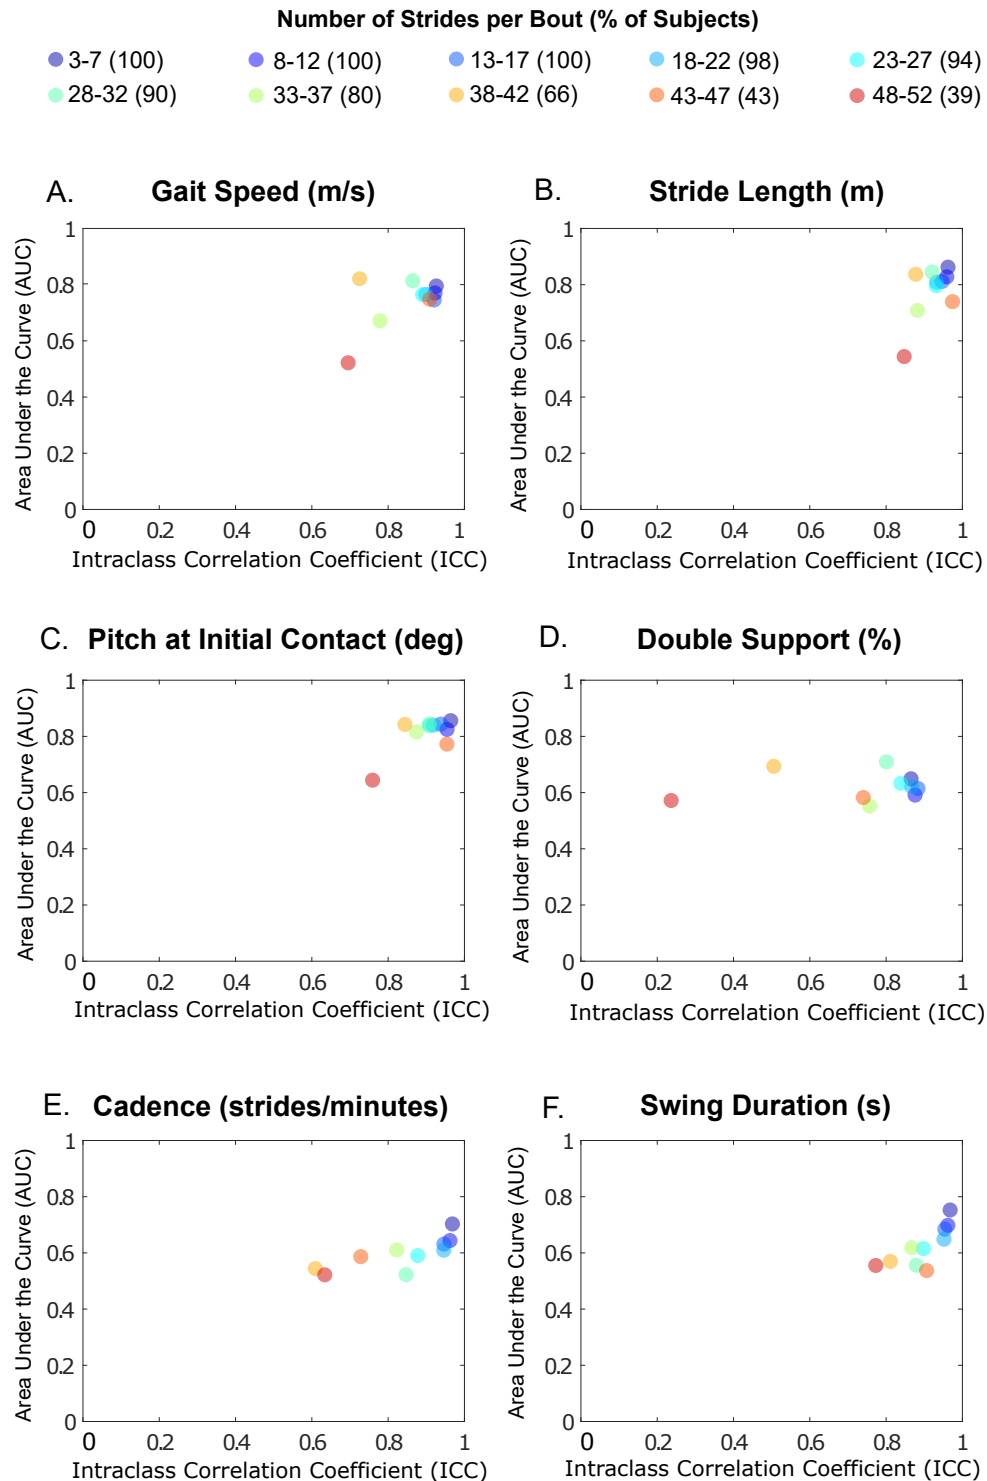 Number of Strides per Bout (% of Subjects)
3-7 (100) 8-12 (100) 13-17 (100) 18-22 (98) 23-27 (94)
28-32 (90) 33-37 (80) 38-42 (66) 43-47 (43) 48-52 (39)
A. Gait Speed (m/s)
Area Under the Curve (AUC)
1
0.8
0.6
0.4
0.2
0
0 0.2 0.4 0.6 0.8 1
Intraclass Correlation Coefficient (ICC)
B. Stride Length (m)
Area Under the Curve (AUC)
1
0.8
0.6
0.4
0.2
0
0 0.2 0.4 0.6 0.8 1
Intraclass Correlation Coefficient (ICC)
C. Pitch at Initial Contact (deg)
Area Under the Curve (AUC)
1
0.8
0.6
0.4
0.2
0
0 0.2 0.4 0.6 0.8 1
Intraclass Correlation Coefficient (ICC)
D. Double Support (%)
Area Under the Curve (AUC)
1
0.8
0.6
0.4
0.2
0
0 0.2 0.4 0.6 0.8 1
Intraclass Correlation Coefficient (ICC)
E. Cadence (strides/minutes)
Area Under the Curve (AUC)
1
0.8
0.6
0.4
0.2
0
0 0.2 0.4 0.6 0.8 1
Intraclass Correlation Coefficient (ICC)
F. Swing Duration (s)
Area Under the Curve (AUC)
1
0.8
0.6
0.4
0.2
0
0 0.2 0.4 0.6 0.8 1
Intraclass Correlation Coefficient (ICC)